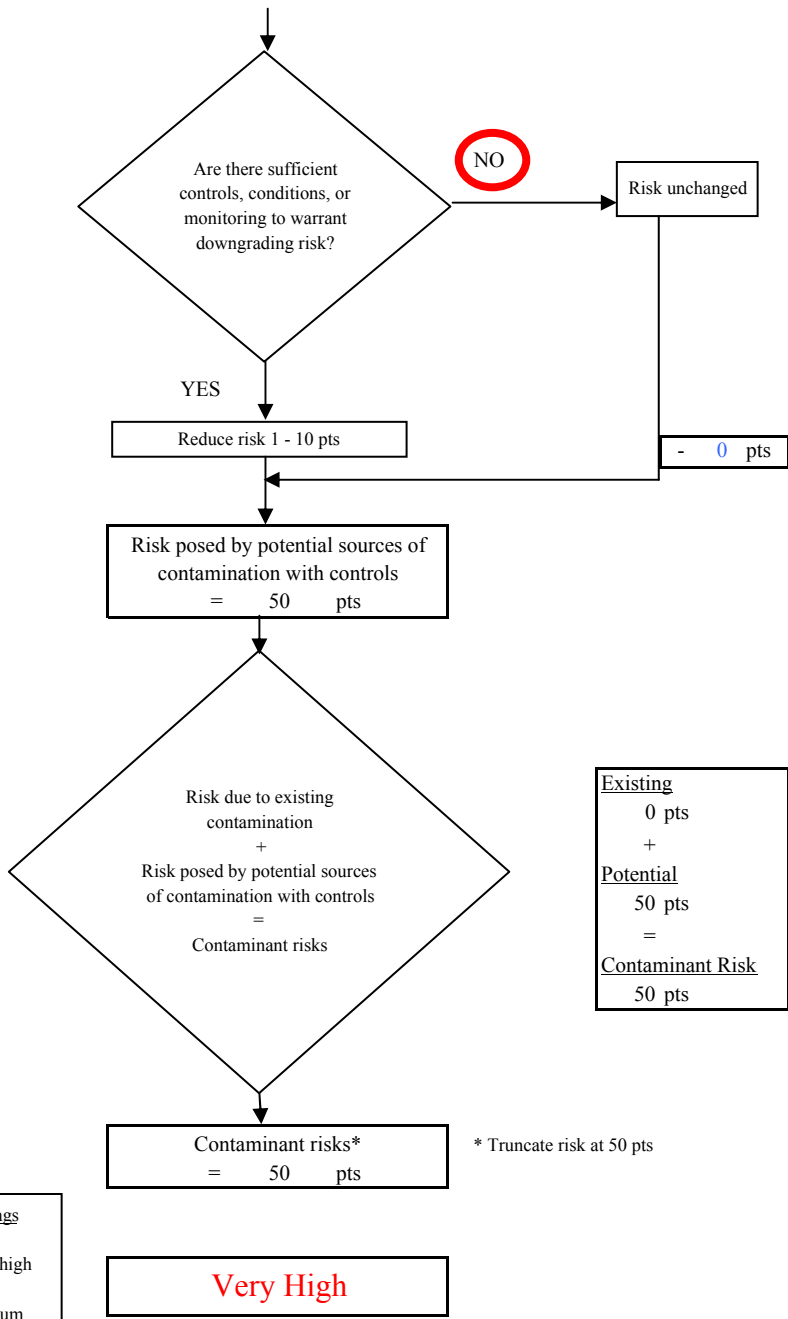 Are there sufficient
controls, conditions, or
monitoring to warrant
downgrading risk?
NO
Risk unchanged
YES
Reduce risk 1 - 10 pts
- 0 pts
Risk posed by potential sources of
contamination with controls
= 50 pts
Risk due to existing
contamination
+
Risk posed by potential sources
of contamination with controls
=
Contaminant risks
Existing
0 pts
+
Potential
50 pts
=
Contaminant Risk
50 pts
Contaminant risks*
= 50 pts
* Truncate risk at 50 pts
high
Very High